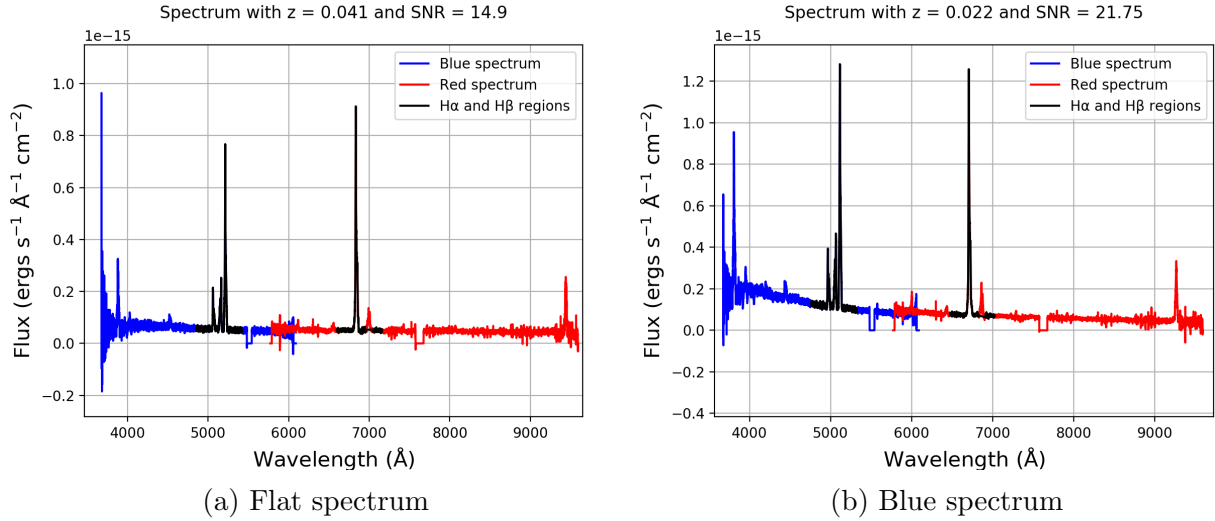 Spectrum with z = 0.041 and SNR = 14.9
1e−15
Blue spectrum
Red spectrum
Hα and Hβ regions
1.0
0.8
0.6
0.4
0.2
0.0
−0.2
Flux (ergs s⁻¹ Å⁻¹ cm⁻²)
4000 5000 6000 7000 8000 9000
Wavelength (Å)
(a) Flat spectrum
Spectrum with z = 0.022 and SNR = 21.75
1e−15
Blue spectrum
Red spectrum
Hα and Hβ regions
1.2
1.0
0.8
0.6
0.4
0.2
0.0
−0.2
−0.4
Flux (ergs s⁻¹ Å⁻¹ cm⁻²)
4000 5000 6000 7000 8000 9000
Wavelength (Å)
(b) Blue spectrum